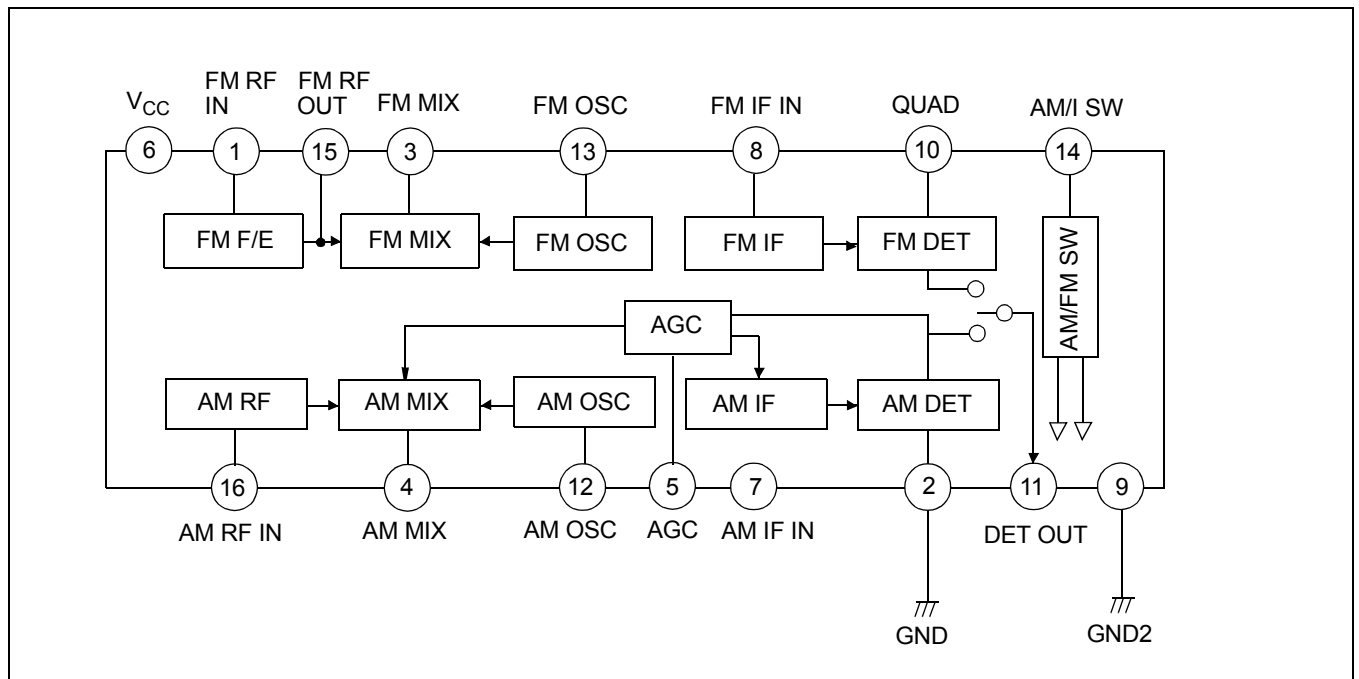 FM RF FM RF
V_CC IN OUT FM MIX FM OSC FM IF IN QUAD AM/I SW
6 1 15 3 13 8 10 14
FM F/E FM MIX FM OSC FM IF FM DET AM/FM SW
AGC
AM RF AM MIX AM OSC AM IF AM DET
16 4 12 5 7 2 11 9
AM RF IN AM MIX AM OSC AGC AM IF IN DET OUT
GND GND2